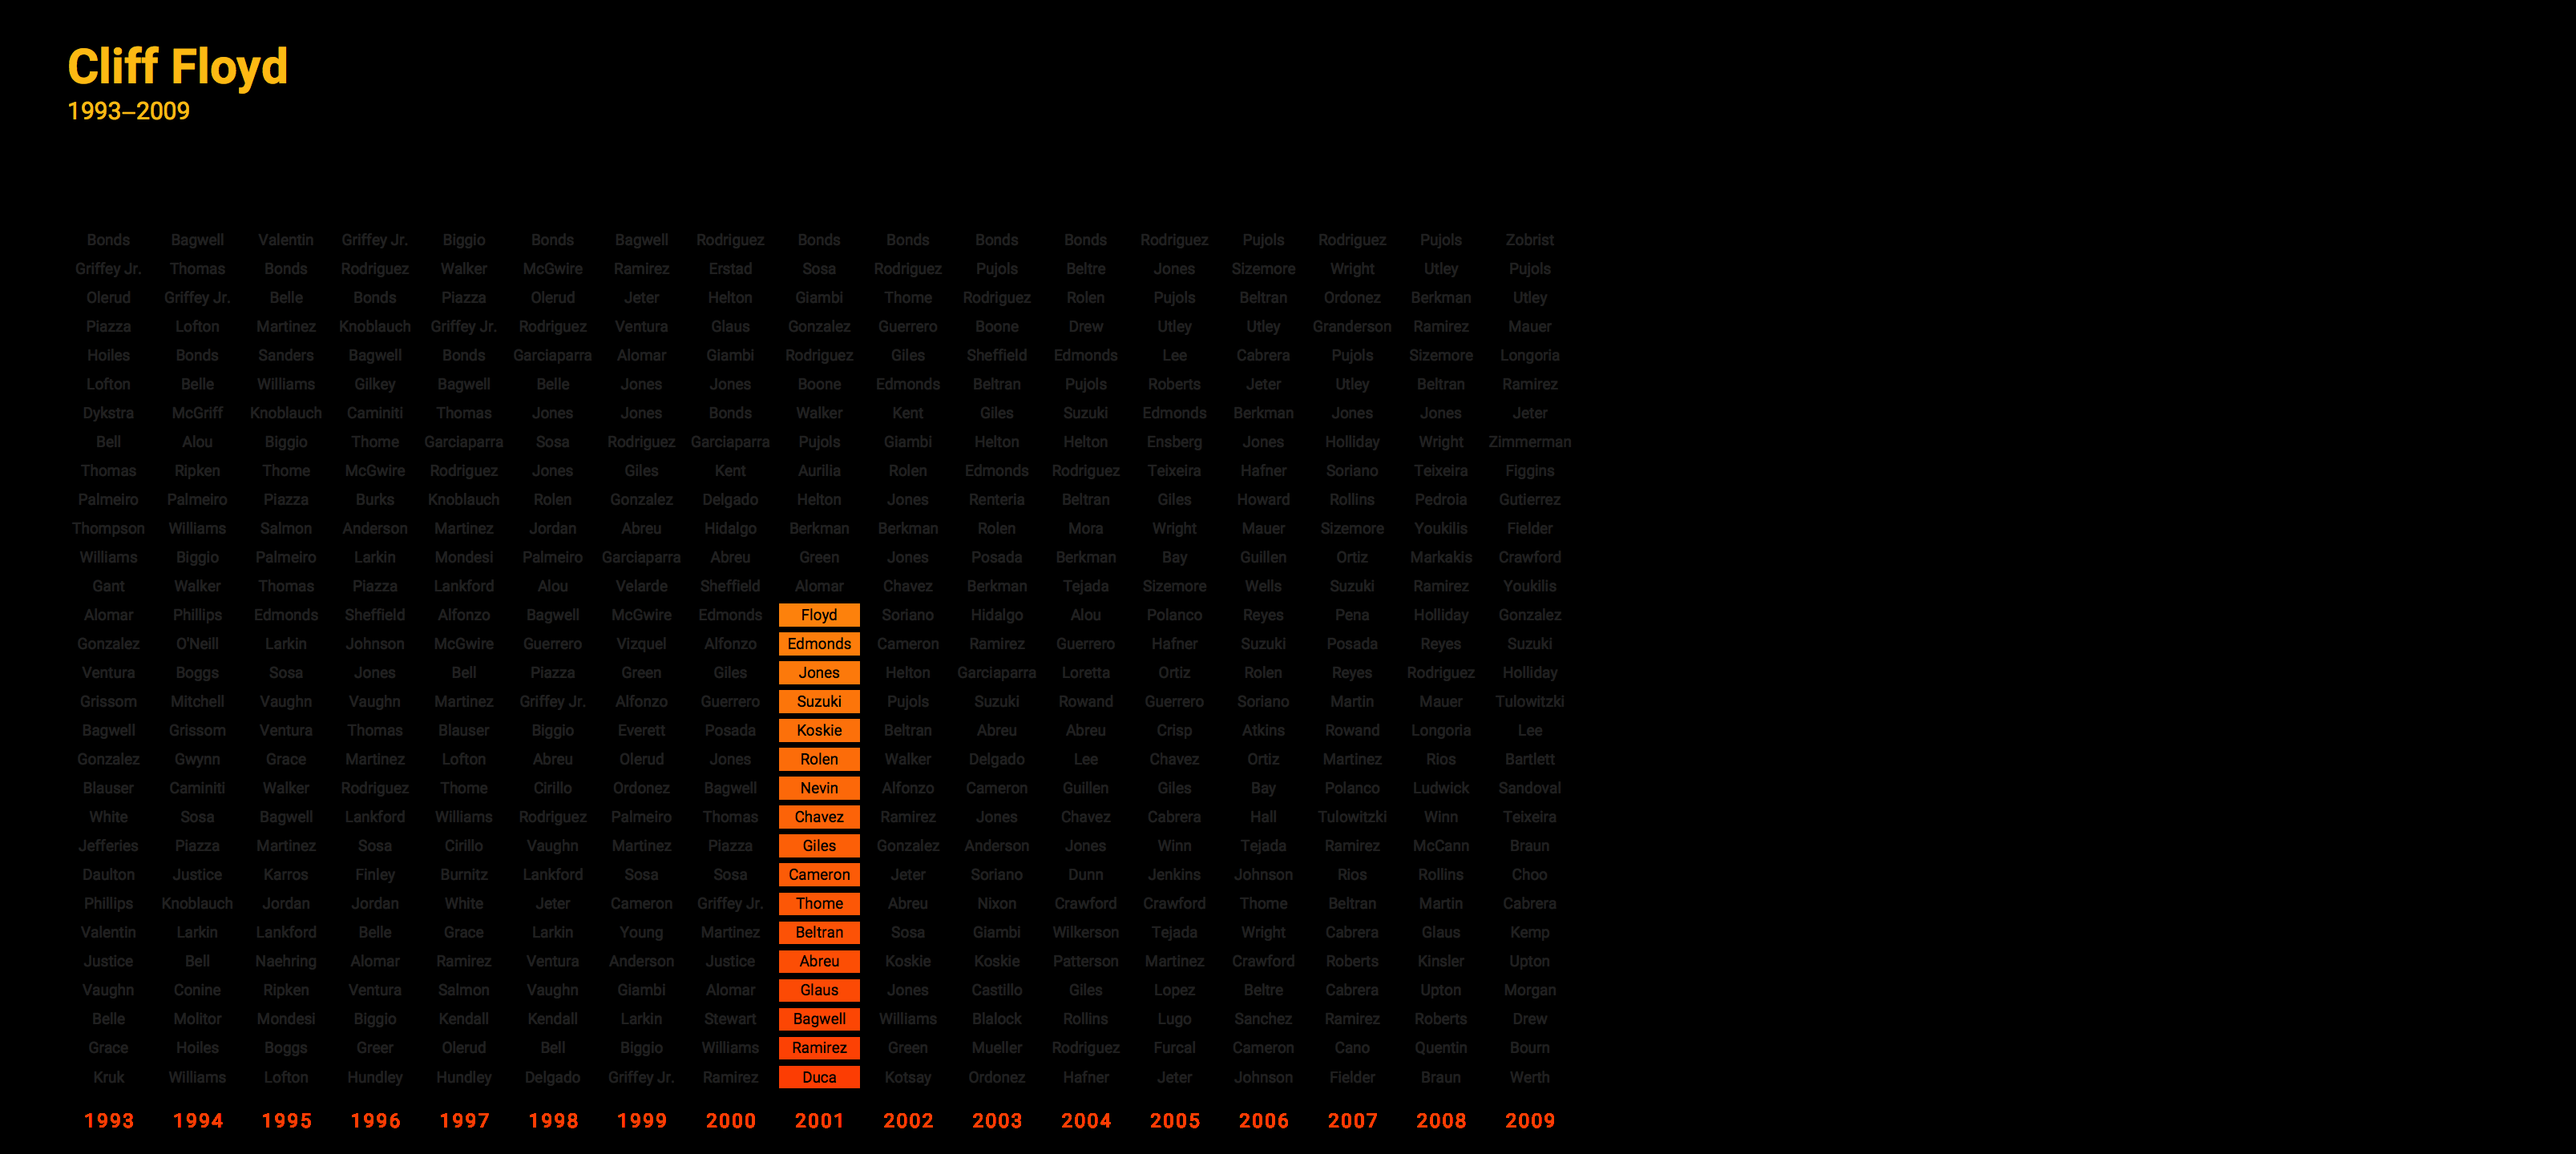 Cliff Floyd
1993–2009
Bonds Bagwell Valentin Griffey Jr. Biggio Bonds Bagwell Rodriguez Bonds Bonds Bonds Bonds Rodriguez Pujols Rodriguez Pujols Zobrist
Griffey Jr. Thomas Bonds Rodriguez Walker McGwire Ramirez Erstad Sosa Rodriguez Pujols Beltre Jones Sizemore Wright Utley Pujols
Olerud Griffey Jr. Belle Bonds Piazza Olerud Jeter Helton Giambi Thome Rodriguez Rolen Pujols Beltran Ordonez Berkman Utley
Piazza Lofton Martinez Knoblauch Griffey Jr. Rodriguez Ventura Glaus Gonzalez Guerrero Boone Drew Utley Utley Granderson Ramirez Mauer
Hoiles Bonds Sanders Bagwell Bonds Garciaparra Alomar Giambi Rodriguez Giles Sheffield Edmonds Lee Cabrera Pujols Sizemore Longoria
Lofton Belle Williams Gilkey Bagwell Belle Jones Jones Boone Edmonds Beltran Pujols Roberts Jeter Utley Beltran Ramirez
Dykstra McGriff Knoblauch Caminiti Thomas Jones Jones Bonds Walker Kent Giles Suzuki Edmonds Berkman Jones Jones Jeter
Bell Alou Biggio Thome Garciaparra Sosa Rodriguez Garciaparra Pujols Giambi Helton Helton Ensberg Jones Holliday Wright Zimmerman
Thomas Ripken Thome McGwire Rodriguez Jones Giles Kent Aurilia Rolen Edmonds Rodriguez Teixeira Hafner Soriano Teixeira Figgins
Palmeiro Palmeiro Piazza Burks Knoblauch Rolen Gonzalez Delgado Helton Jones Renteria Beltran Giles Howard Rollins Pedroia Gutierrez
Thompson Williams Salmon Anderson Martinez Jordan Abreu Hidalgo Berkman Berkman Rolen Mora Wright Mauer Sizemore Youkilis Fielder
Williams Biggio Palmeiro Larkin Mondesi Palmeiro Garciaparra Abreu Green Jones Posada Berkman Bay Guillen Ortiz Markakis Crawford
Gant Walker Thomas Piazza Lankford Alou Velarde Sheffield Alomar Chavez Berkman Tejada Sizemore Wells Suzuki Ramirez Youkilis
Alomar Phillips Edmonds Sheffield Alfonzo Bagwell McGwire Edmonds Floyd Soriano Hidalgo Alou Polanco Reyes Pena Holliday Gonzalez
Gonzalez O'Neill Larkin Johnson McGwire Guerrero Vizquel Alfonzo Edmonds Cameron Ramirez Guerrero Hafner Suzuki Posada Reyes Suzuki
Ventura Boggs Sosa Jones Bell Piazza Green Giles Jones Helton Garciaparra Loretta Ortiz Rolen Reyes Rodriguez Holliday
Grissom Mitchell Vaughn Vaughn Martinez Griffey Jr. Alfonzo Guerrero Suzuki Pujols Suzuki Rowand Guerrero Soriano Martin Mauer Tulowitzki
Bagwell Grissom Ventura Thomas Blauser Biggio Everett Posada Koskie Beltran Abreu Abreu Crisp Atkins Rowand Longoria Lee
Gonzalez Gwynn Grace Martinez Lofton Abreu Olerud Jones Rolen Walker Delgado Lee Chavez Ortiz Martinez Rios Bartlett
Blauser Caminiti Walker Rodriguez Thome Cirillo Ordonez Bagwell Nevin Alfonzo Cameron Guillen Giles Bay Polanco Ludwick Sandoval
White Sosa Bagwell Lankford Williams Rodriguez Palmeiro Thomas Chavez Ramirez Jones Chavez Cabrera Hall Tulowitzki Winn Teixeira
Jefferies Piazza Martinez Sosa Cirillo Vaughn Martinez Piazza Giles Gonzalez Anderson Jones Winn Tejada Ramirez McCann Braun
Daulton Justice Karros Finley Burnitz Lankford Sosa Sosa Cameron Jeter Soriano Dunn Jenkins Johnson Rios Rollins Choo
Phillips Knoblauch Jordan Jordan White Jeter Cameron Griffey Jr. Thome Abreu Nixon Crawford Crawford Thome Beltran Martin Cabrera
Valentin Larkin Lankford Belle Grace Larkin Young Martinez Beltran Sosa Giambi Wilkerson Tejada Wright Cabrera Glaus Kemp
Justice Bell Naehring Alomar Ramirez Ventura Anderson Justice Abreu Koskie Koskie Patterson Martinez Crawford Roberts Kinsler Upton
Vaughn Conine Ripken Ventura Salmon Vaughn Giambi Alomar Glaus Jones Castillo Giles Lopez Beltre Cabrera Upton Morgan
Belle Molitor Mondesi Biggio Kendall Kendall Larkin Stewart Bagwell Williams Blalock Rollins Lugo Sanchez Ramirez Roberts Drew
Grace Hoiles Boggs Greer Olerud Bell Biggio Williams Ramirez Green Mueller Rodriguez Furcal Cameron Cano Quentin Bourn
Kruk Williams Lofton Hundley Hundley Delgado Griffey Jr. Ramirez Duca Kotsay Ordonez Hafner Jeter Johnson Fielder Braun Werth
1993 1994 1995 1996 1997 1998 1999 2000 2001 2002 2003 2004 2005 2006 2007 2008 2009